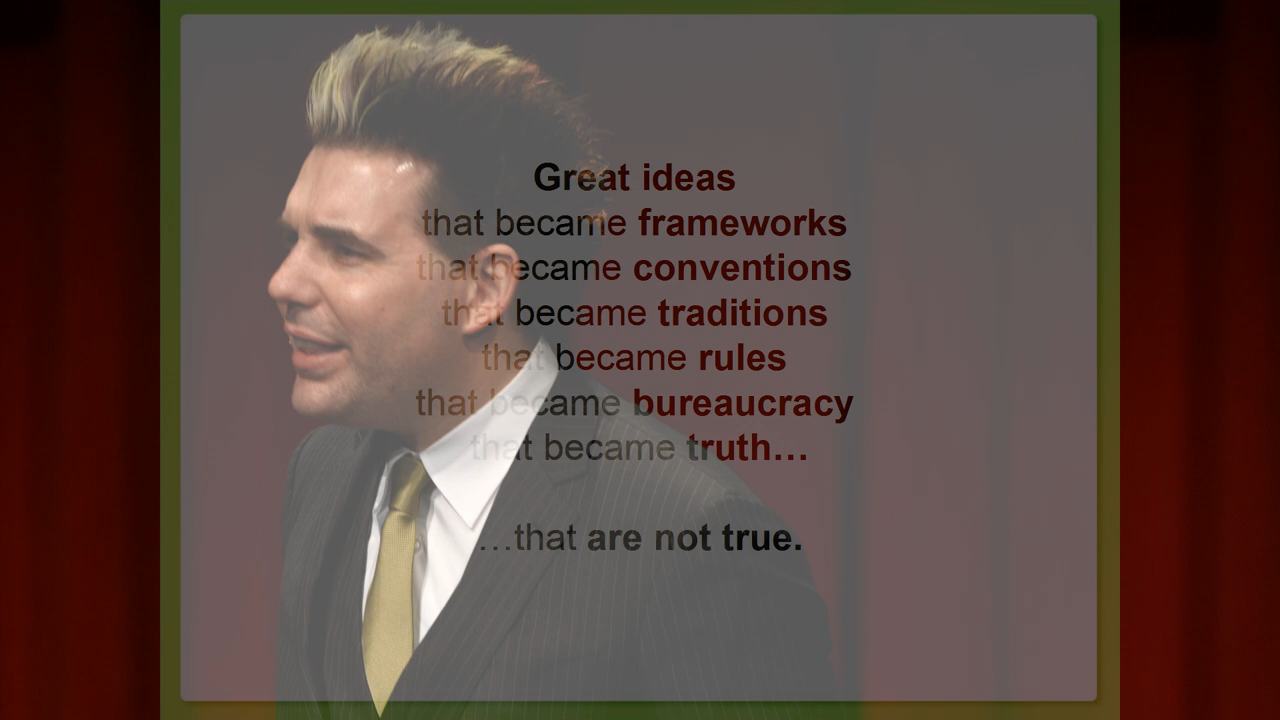 Great ideas
that became frameworks
that became conventions
that became traditions
that became rules
that became bureaucracy
that became truth…
…that are not true.